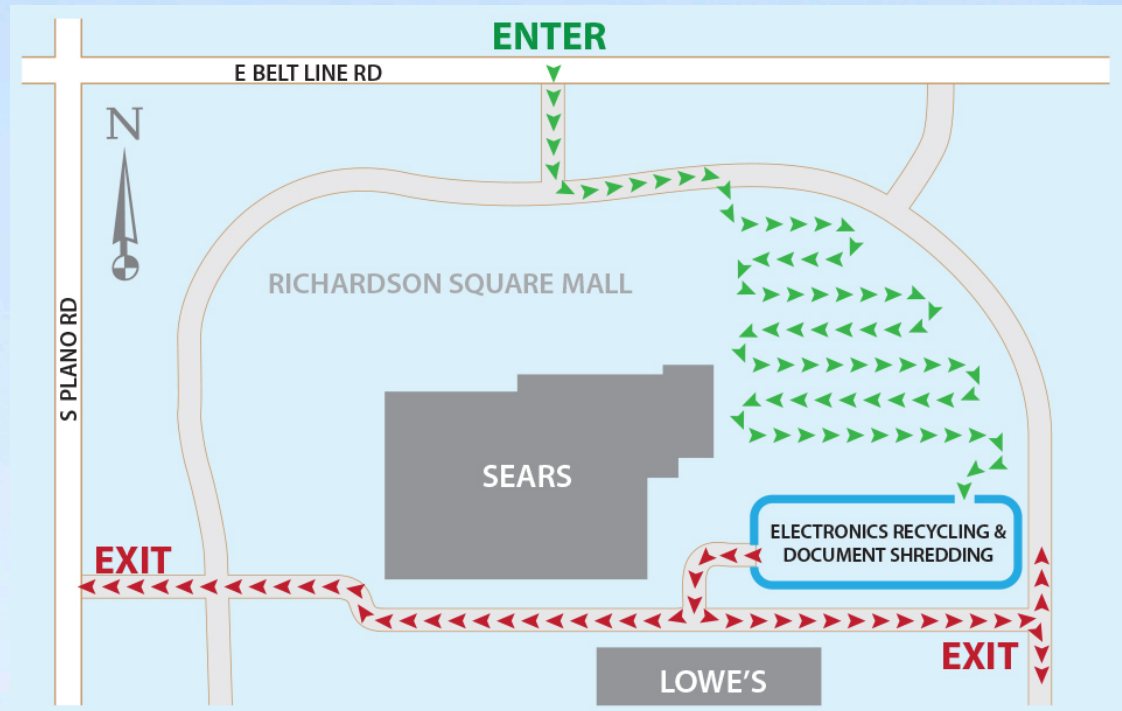 ENTER
E BELT LINE RD
N
RICHARDSON SQUARE MALL
S PLANO RD
SEARS
ELECTRONICS RECYCLING &
DOCUMENT SHREDDING
EXIT
EXIT
LOWE'S